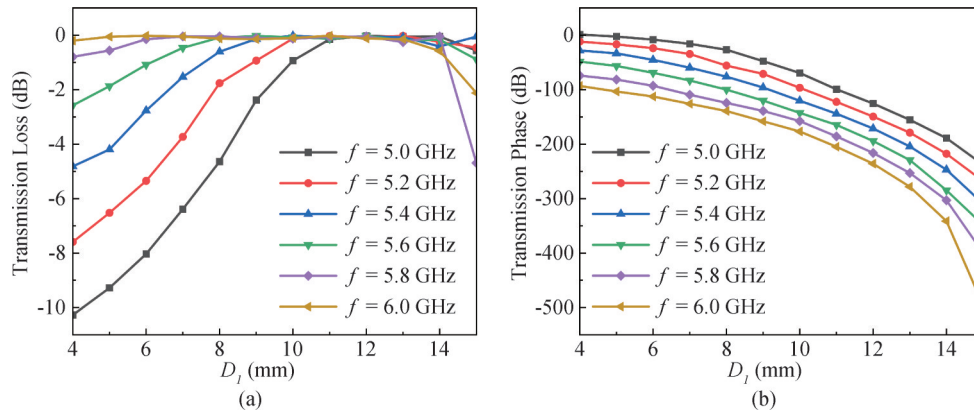 Transmission Loss (dB)
0
-2
-4
-6
-8
-10
f = 5.0 GHz
f = 5.2 GHz
f = 5.4 GHz
f = 5.6 GHz
f = 5.8 GHz
f = 6.0 GHz
4 6 8 10 12 14
D1 (mm)
(a)
Transmission Phase (dB)
0
-100
-200
-300
-400
-500
f = 5.0 GHz
f = 5.2 GHz
f = 5.4 GHz
f = 5.6 GHz
f = 5.8 GHz
f = 6.0 GHz
4 6 8 10 12 14
D1 (mm)
(b)